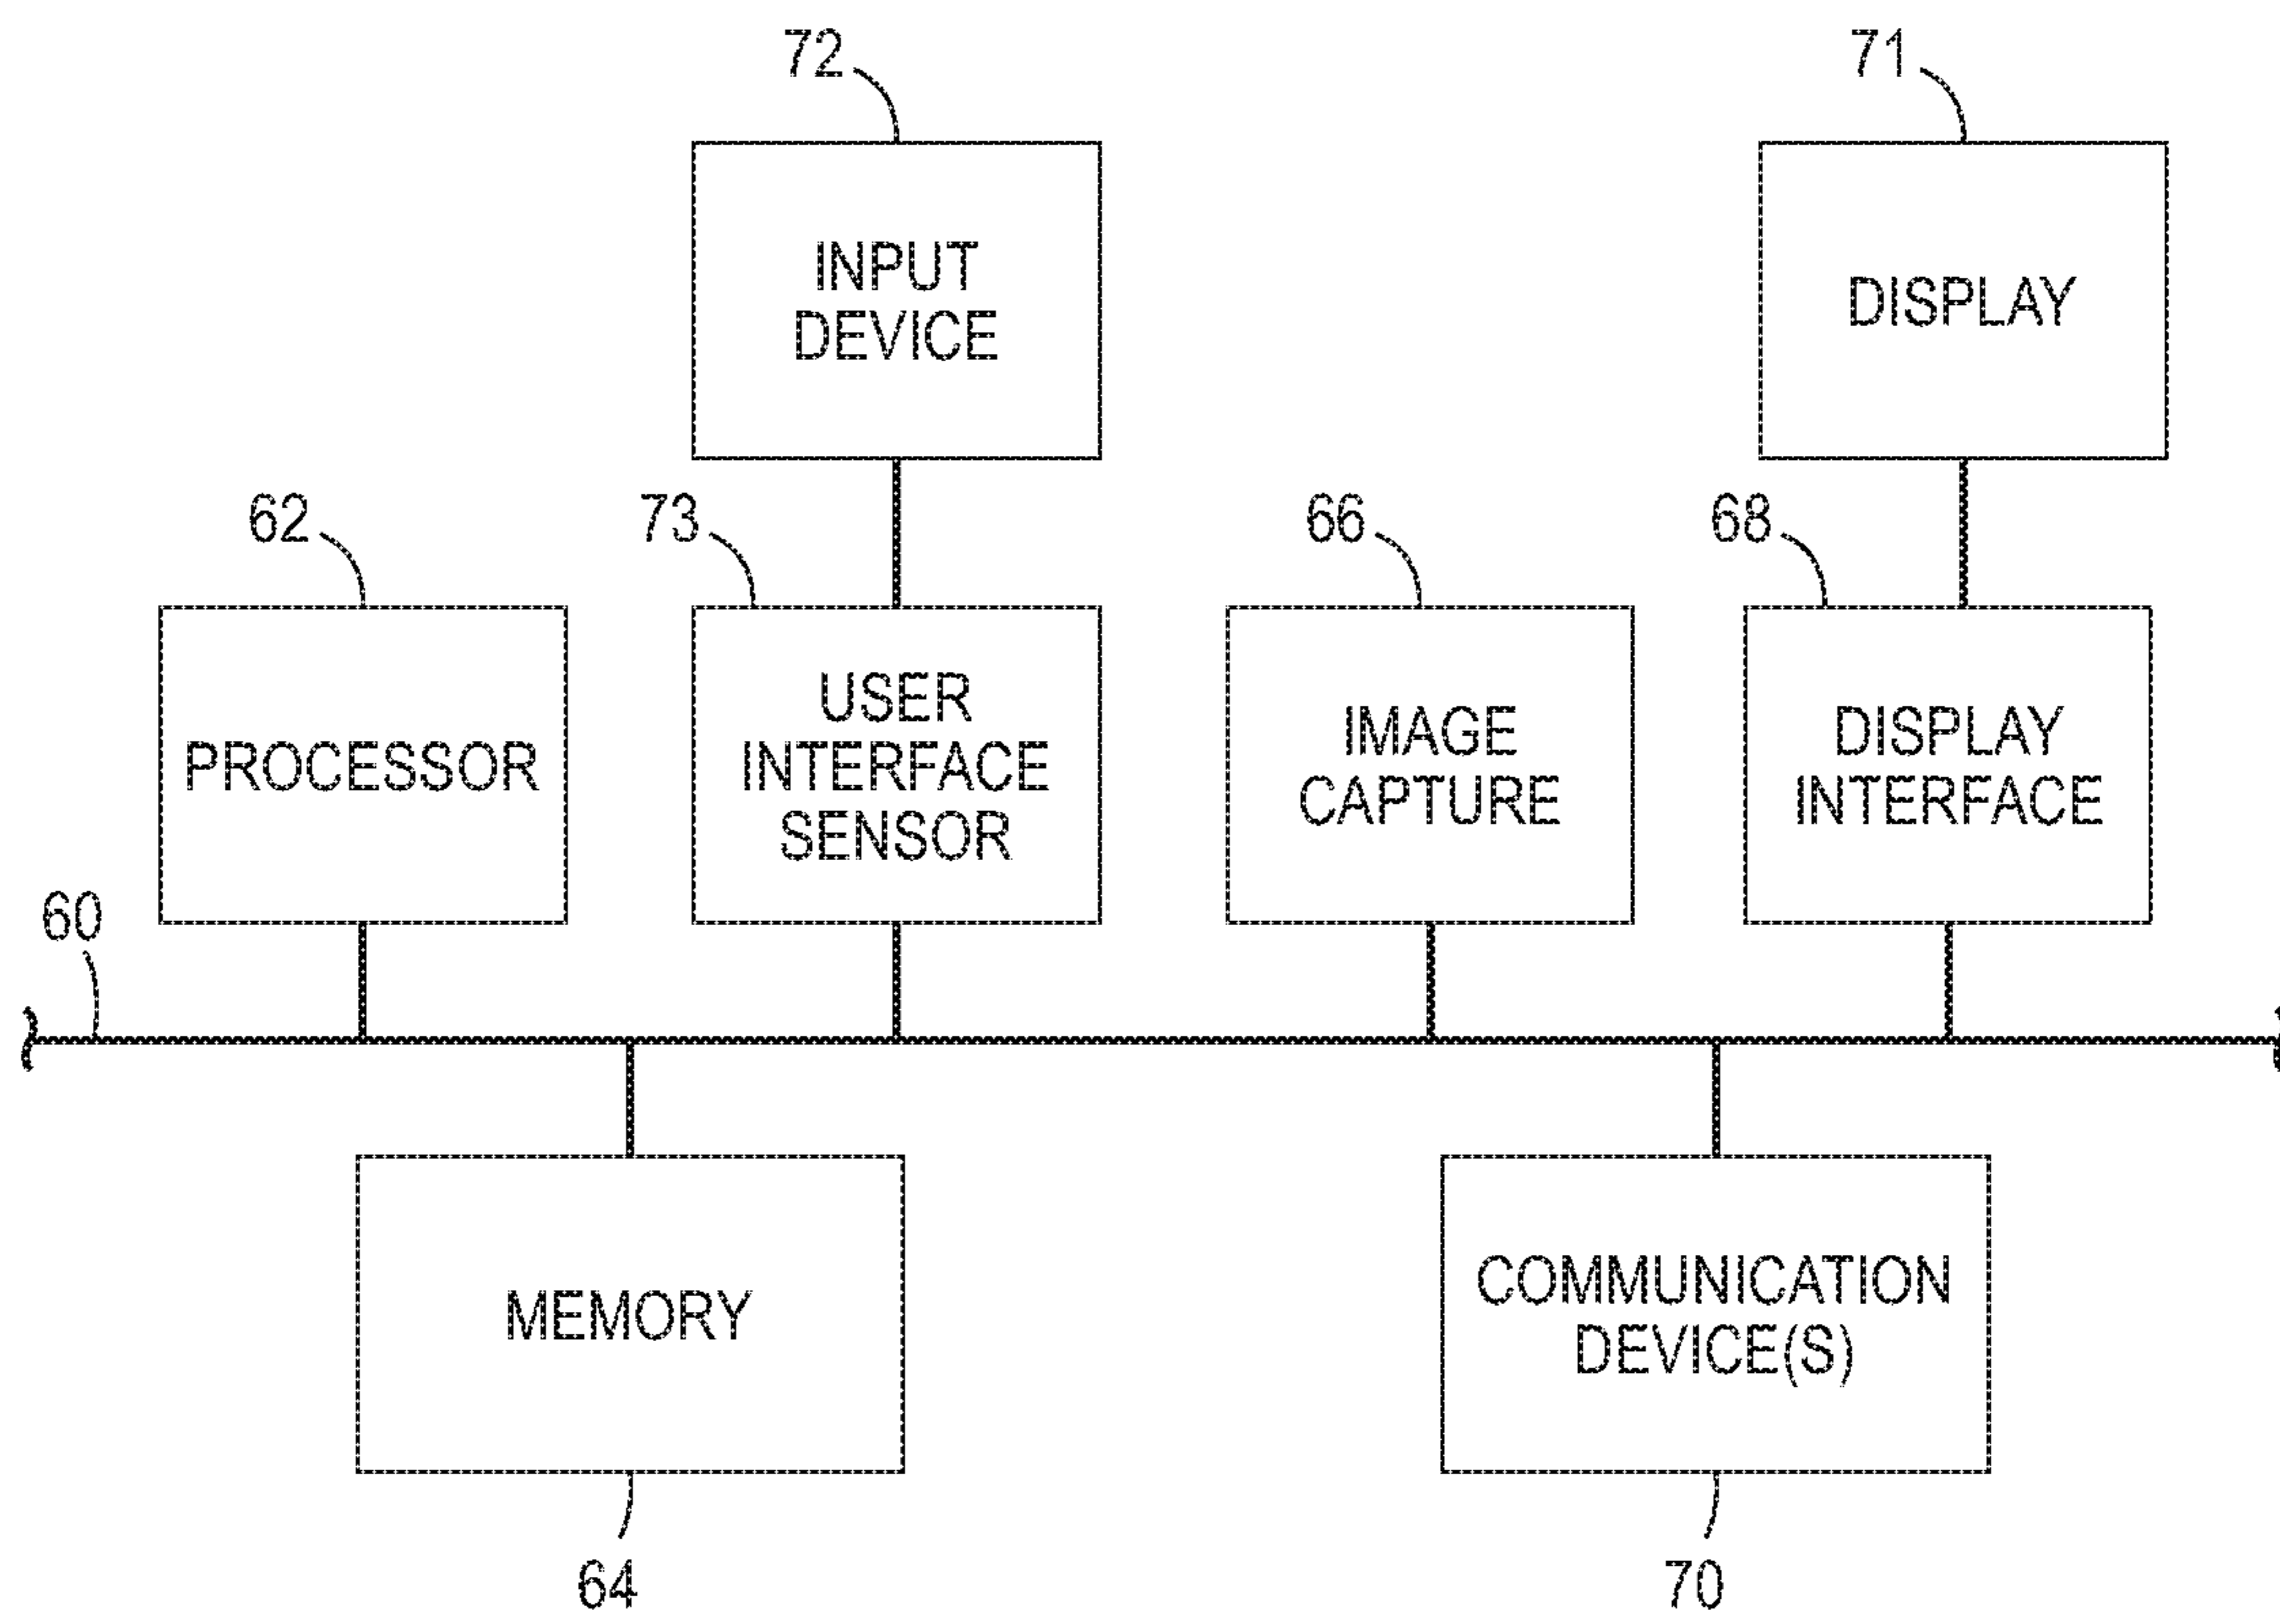 72
71
INPUT
DEVICE
DISPLAY
62
73
66
68
PROCESSOR
USER
INTERFACE
SENSOR
IMAGE
CAPTURE
DISPLAY
INTERFACE
60
MEMORY
COMMUNICATION
DEVICE(S)
64
70